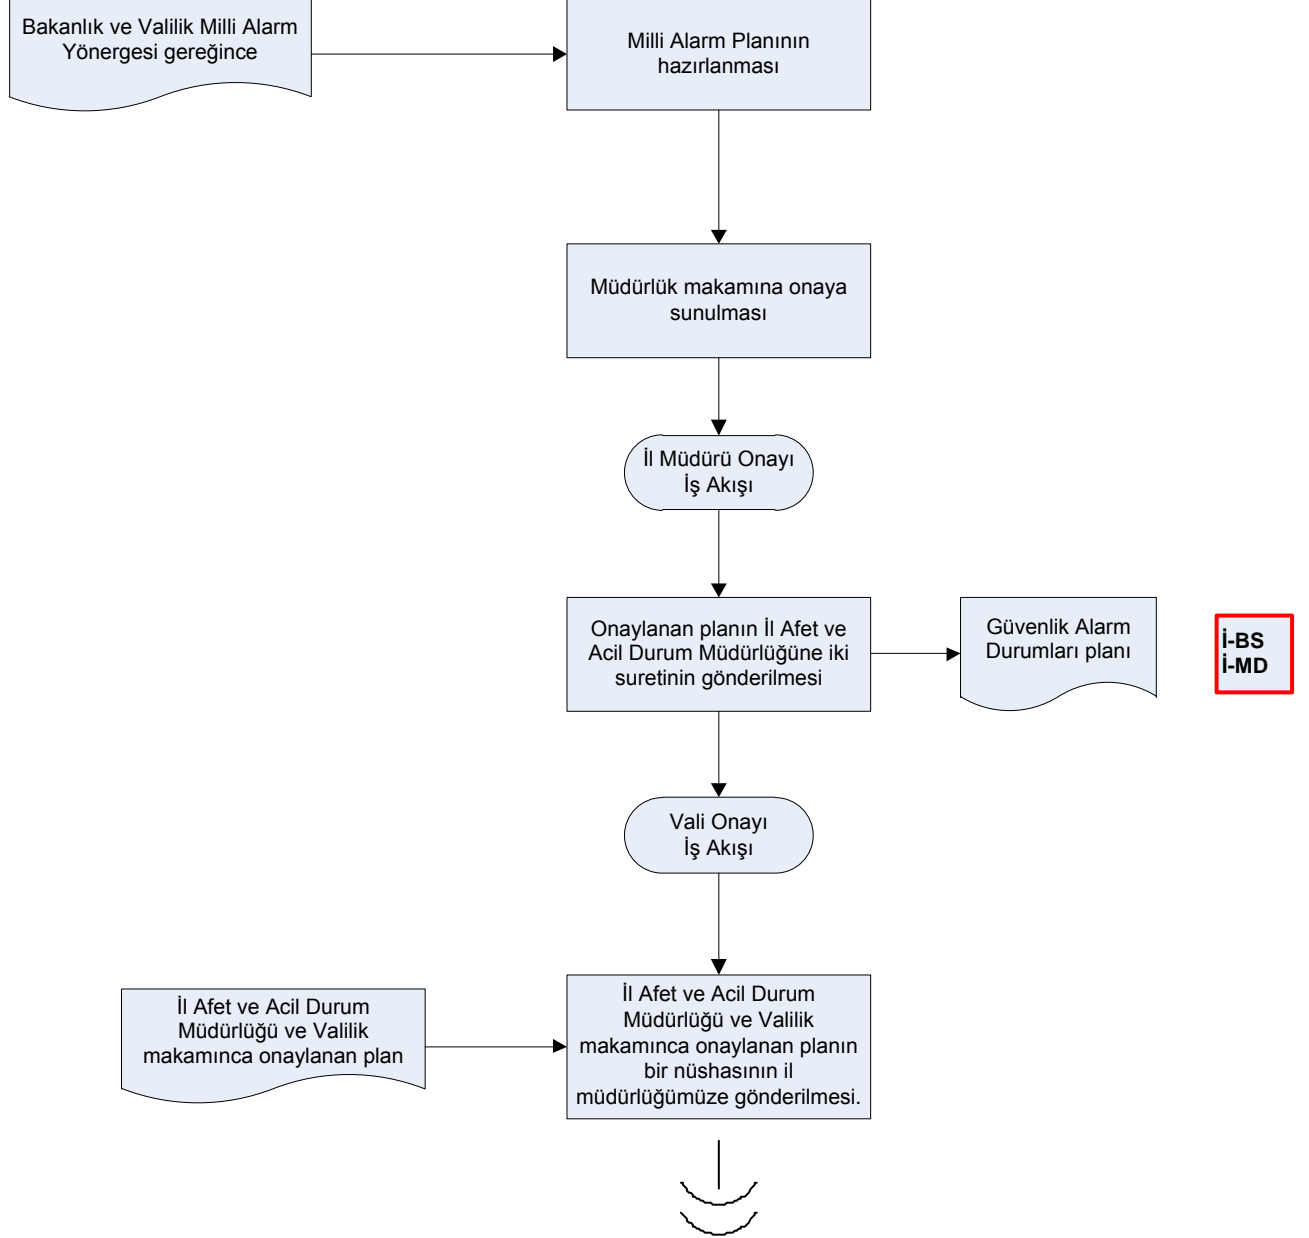 Bakanlık ve Valilik Milli Alarm
Yönergesi gereğince
Milli Alarm Planının
hazırlanması
Müdürlük makamına onaya
sunulması
İl Müdürü Onayı
İş Akışı
Onaylanan planın İl Afet ve
Acil Durum Müdürlüğüne iki
suretinin gönderilmesi
Güvenlik Alarm
Durumları planı
İ-BS
İ-MD
Vali Onayı
İş Akışı
İl Afet ve Acil Durum
Müdürlüğü ve Valilik
makamınca onaylanan plan
İl Afet ve Acil Durum
Müdürlüğü ve Valilik
makamınca onaylanan planın
bir nüshasının il
müdürlüğümüze gönderilmesi.